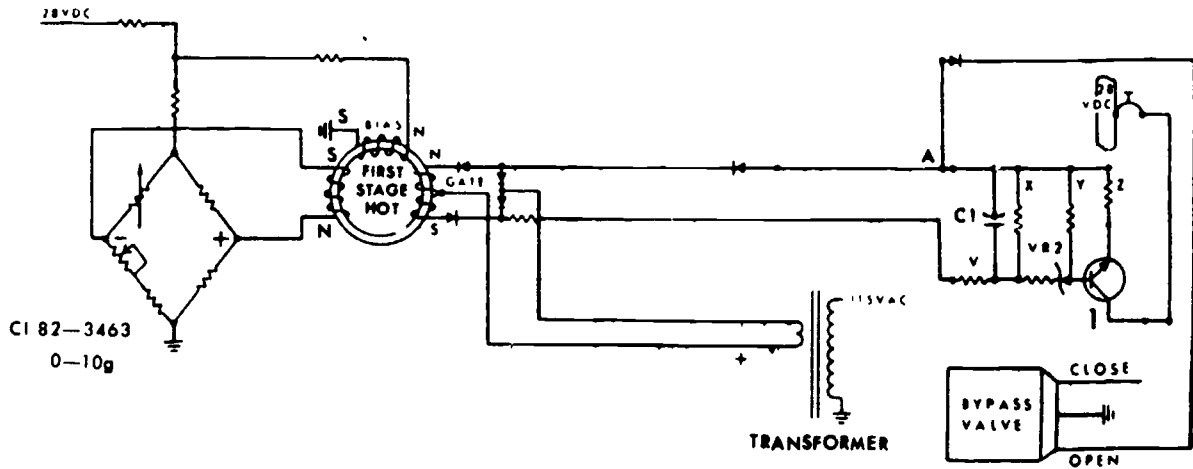 28VDC
S
BIAS
N
S
N
FIRST
STAGE
HOT
GATE
N
S
-
+
CI 82—3463
0—10g
A
28
VDC
C1
X
Y
Z
V
VR2
1
115VAC
+
TRANSFORMER
BYPASS
VALVE
CLOSE
OPEN